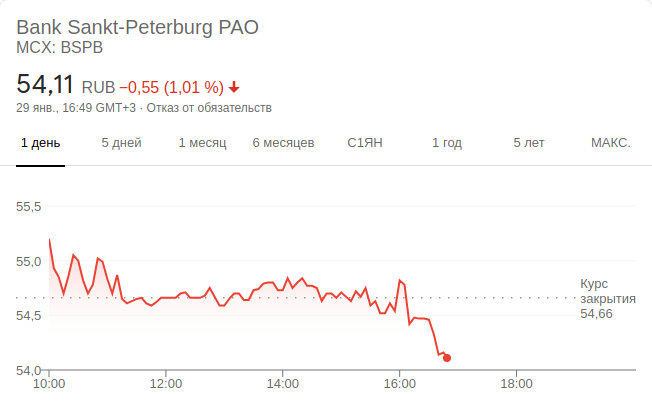 Bank Sankt-Peterburg PAO
MCX: BSPB
54,11 RUB −0,55 (1,01 %)
29 янв., 16:49 GMT+3 · Отказ от обязательств
1 день 5 дней 1 месяц 6 месяцев С1ЯН 1 год 5 лет МАКС.
55,5
55,0
Курс
закрытия
54,66
54,5
54,0
10:00 12:00 14:00 16:00 18:00